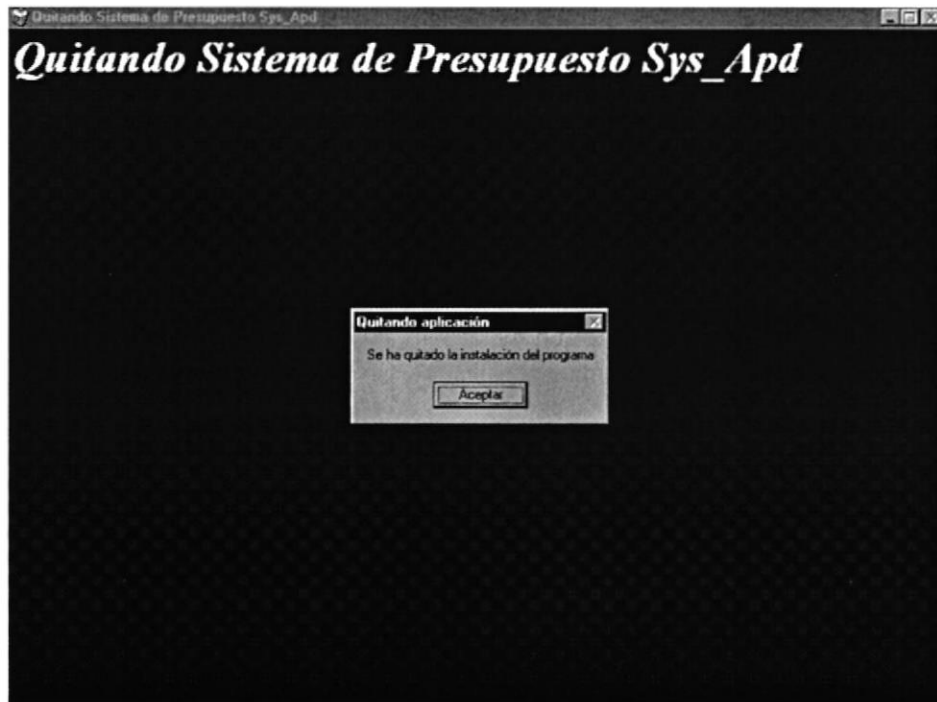 Quitando Sistema de Presupuesto Sys_Apd
Quitando Sistema de Presupuesto Sys_Apd
Quitando aplicación
Se ha quitado la instalación del programa
Aceptar